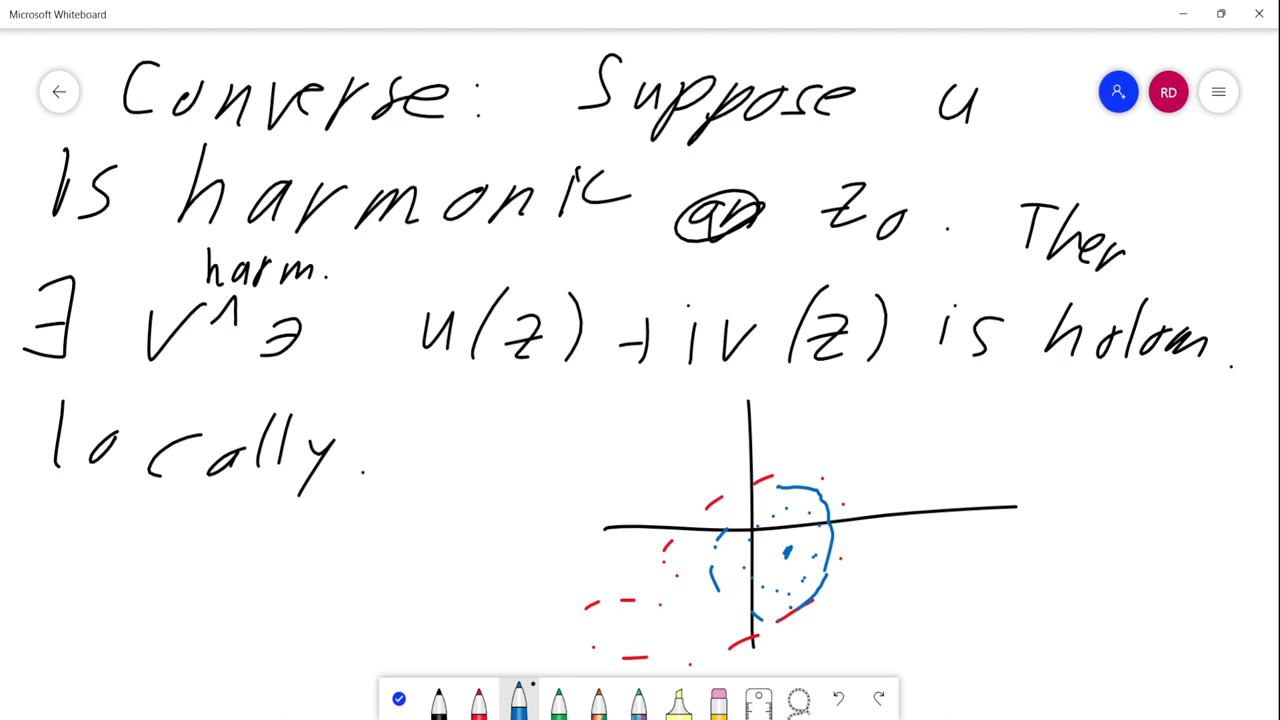 Microsoft Whiteboard
RD
Converse: Suppose u
Is harmonic z₀. Then
harm.
∃ v ^ ∋ u(z) + iv(z) is holom.
locally.